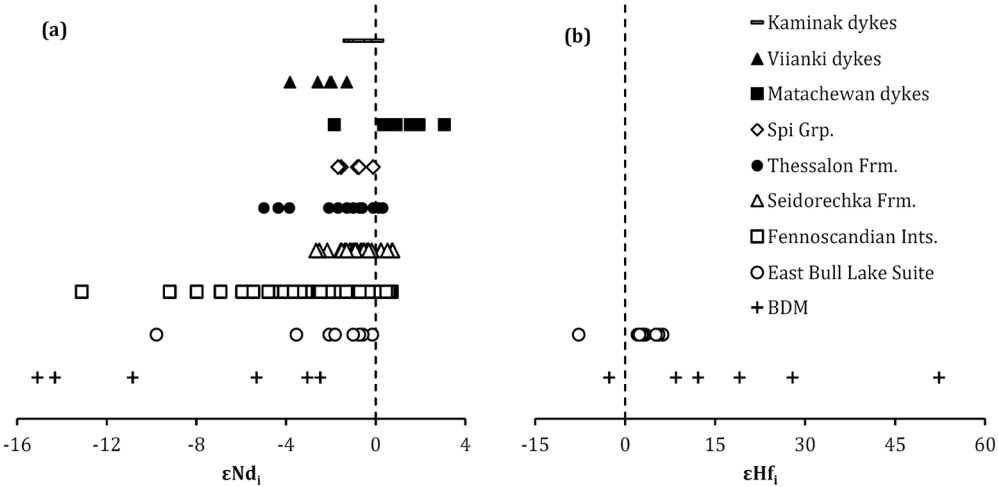 (a)
(b)
Kaminak dykes
Viianki dykes
Matachewan dykes
Spi Grp.
Thessalon Frm.
Seidorechka Frm.
Fennoscandian Ints.
East Bull Lake Suite
BDM
-16 -12 -8 -4 0 4
-15 0 15 30 45 60
εNdi
εHfi